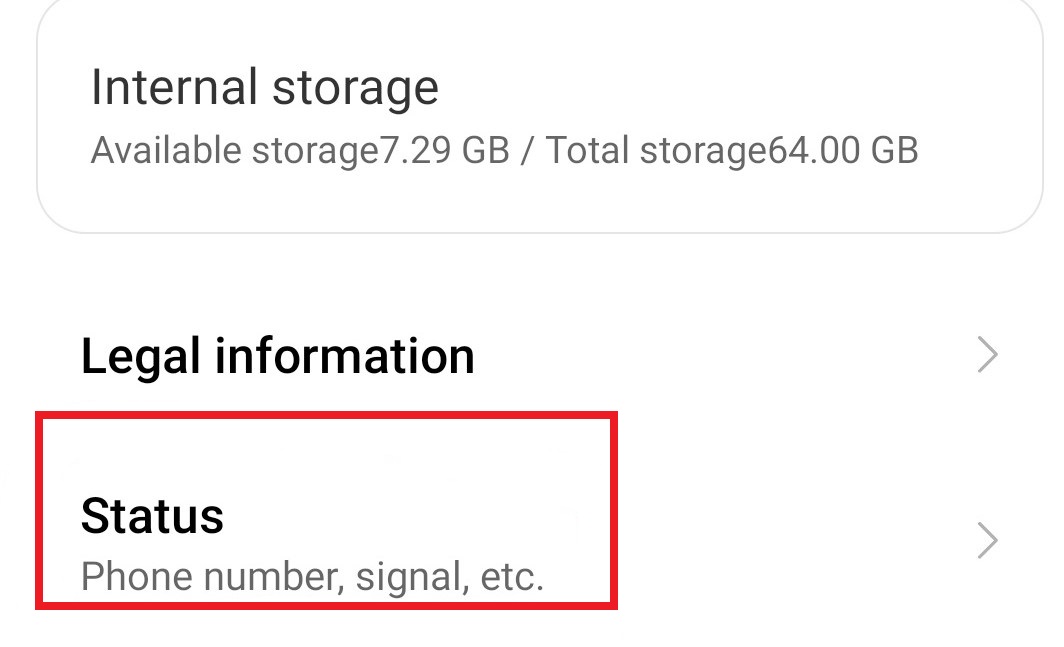 Internal storage
Available storage7.29 GB / Total storage64.00 GB
Legal information
Status
Phone number, signal, etc.